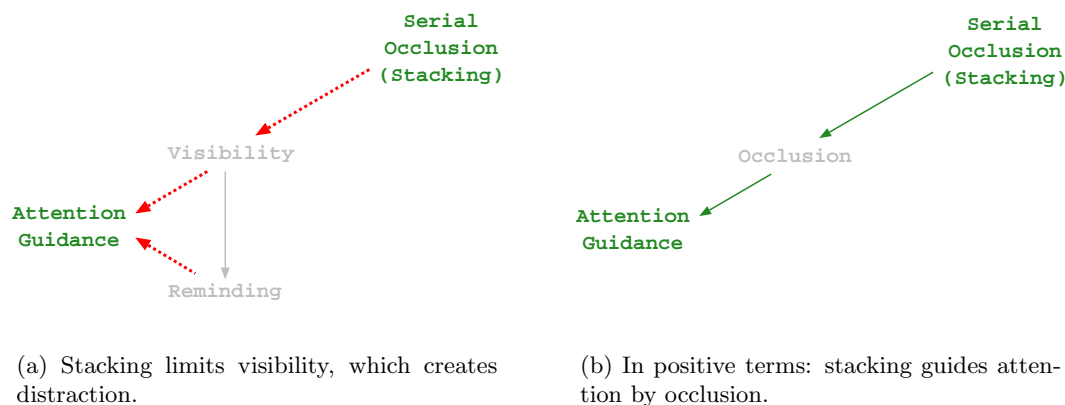 Serial
Occlusion
(Stacking)
Visibility
Attention
Guidance
Reminding
(a) Stacking limits visibility, which creates
distraction.
Serial
Occlusion
(Stacking)
Occlusion
Attention
Guidance
(b) In positive terms: stacking guides atten-
tion by occlusion.